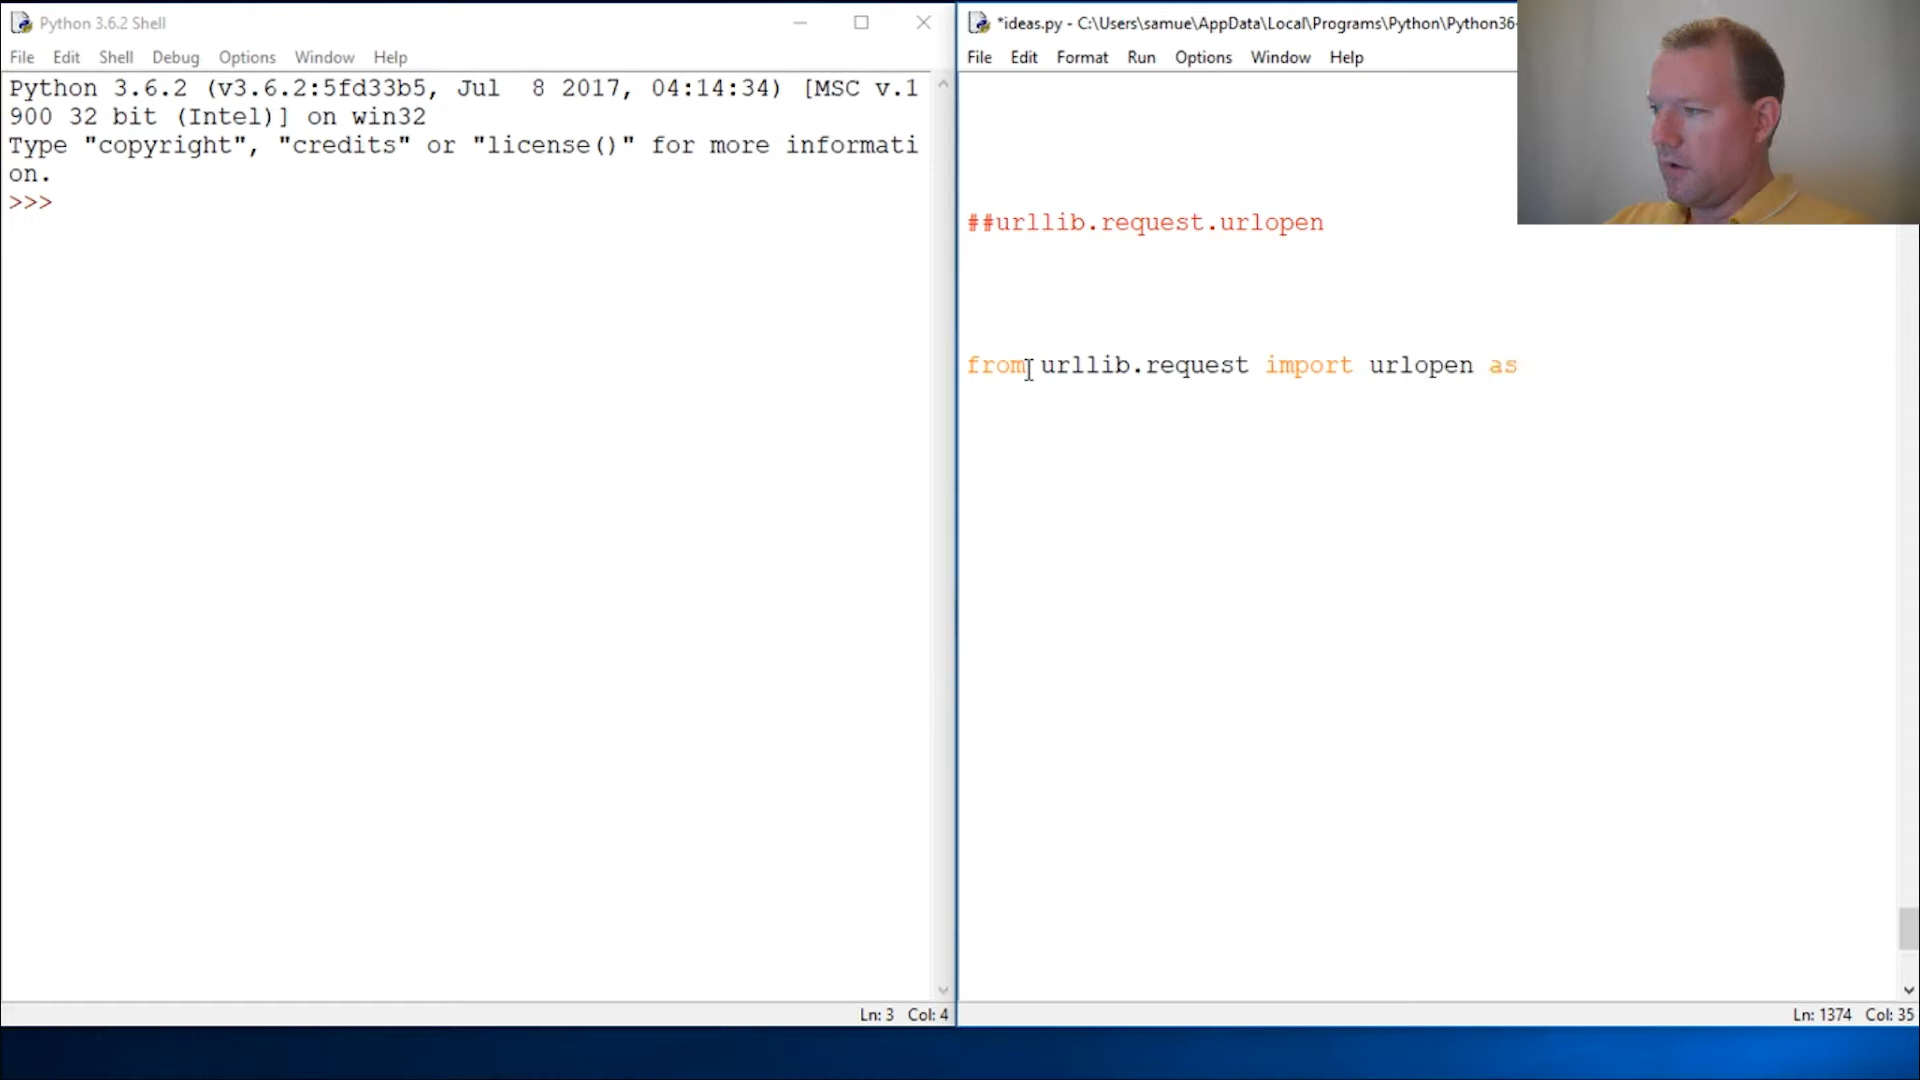 Python 3.6.2 Shell
File Edit Shell Debug Options Window Help
Python 3.6.2 (v3.6.2:5fd33b5, Jul  8 2017, 04:14:34) [MSC v.1
900 32 bit (Intel)] on win32
Type "copyright", "credits" or "license()" for more informati
on.
>>>
Ln: 3 Col: 4
*ideas.py - C:\Users\samue\AppData\Local\Programs\Python\Python36-
File Edit Format Run Options Window Help
##urllib.request.urlopen
from urllib.request import urlopen as
Ln: 1374 Col: 35